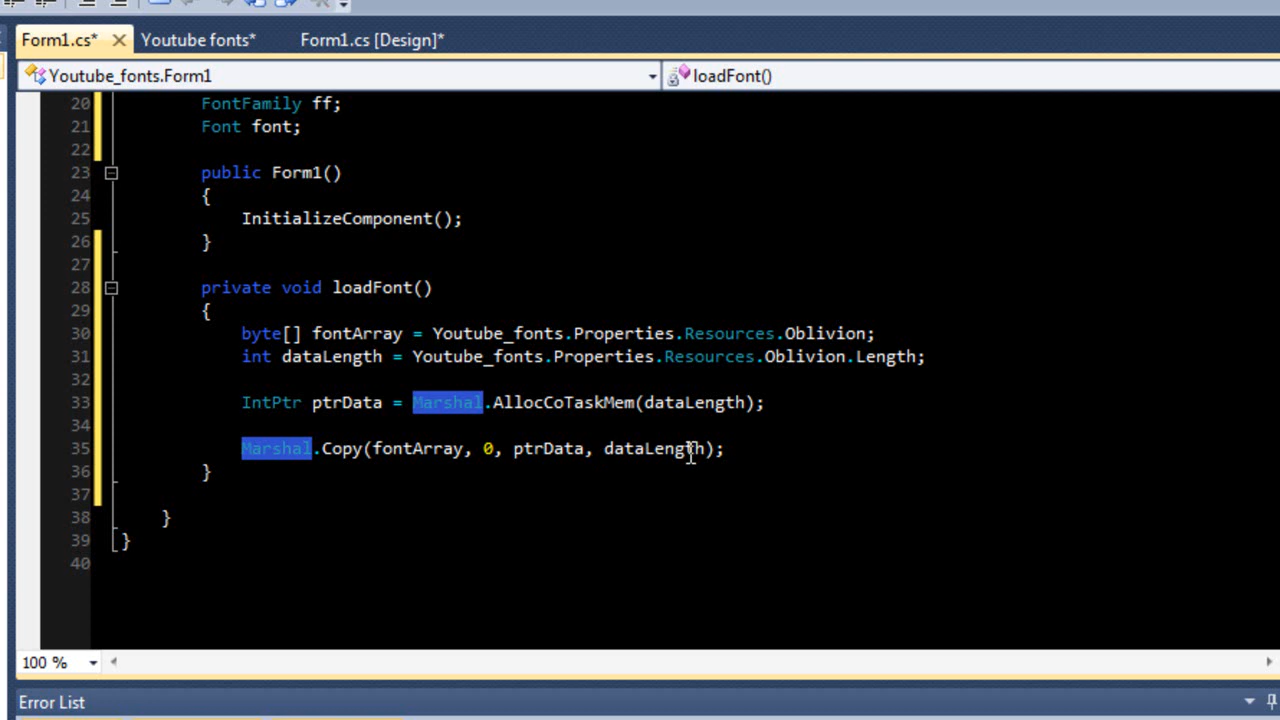 Form1.cs* Youtube fonts* Form1.cs [Design]*
Youtube_fonts.Form1 loadFont()
20 FontFamily ff;
21 Font font;
22
23 public Form1()
24 {
25 InitializeComponent();
26 }
27
28 private void loadFont()
29 {
30 byte[] fontArray = Youtube_fonts.Properties.Resources.Oblivion;
31 int dataLength = Youtube_fonts.Properties.Resources.Oblivion.Length;
32
33 IntPtr ptrData = Marshal.AllocCoTaskMem(dataLength);
34
35 Marshal.Copy(fontArray, 0, ptrData, dataLength);
36 }
37
38 }
39 }
40
100 %
Error List